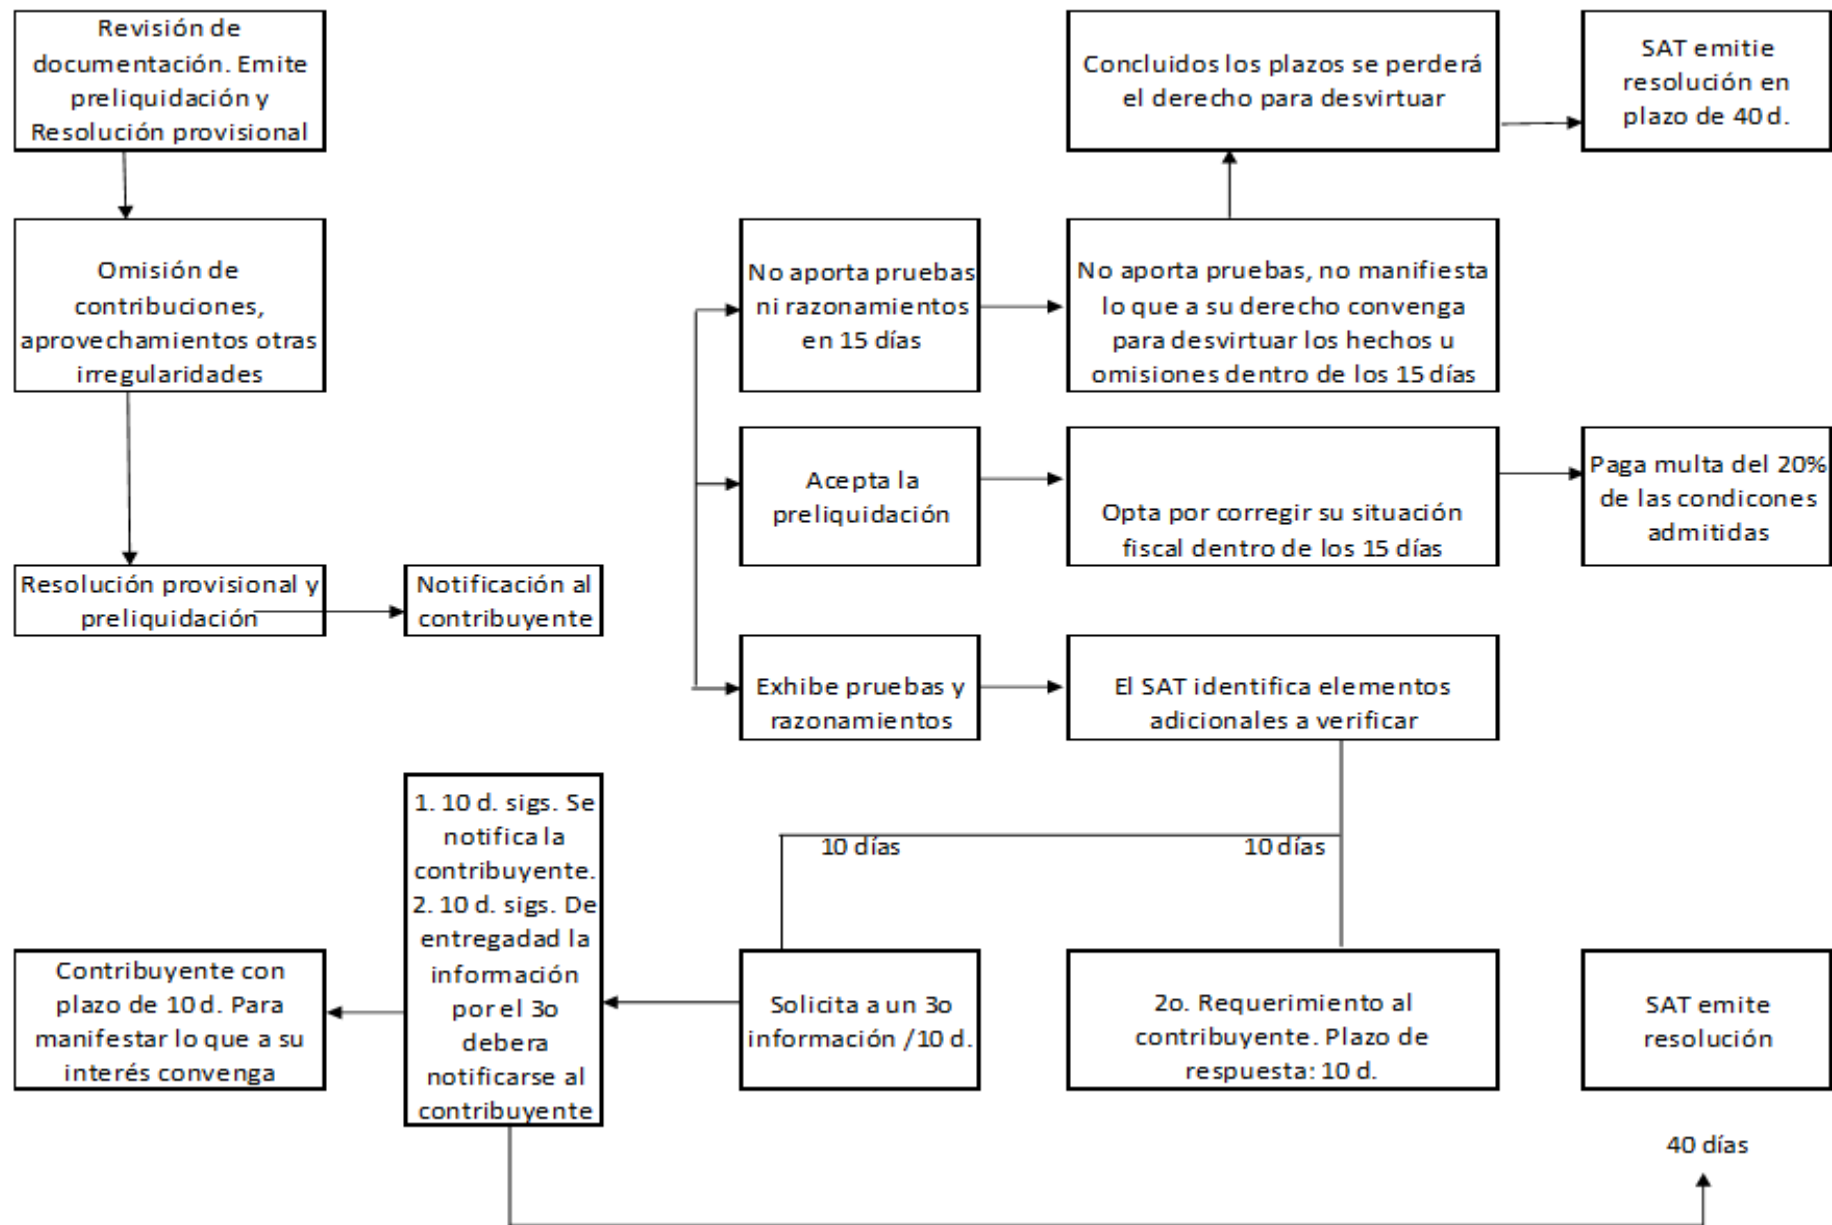 Revisión de
documentación. Emite
preliquidación y
Resolución provisional
Concluidos los plazos se perderá
el derecho para desvirtuar
SAT emitie
resolución en
plazo de 40 d.
Omisión de
contribuciones,
aprovechamientos otras
irregularidades
No aporta pruebas
ni razonamientos
en 15 días
No aporta pruebas, no manifiesta
lo que a su derecho convenga
para desvirtuar los hechos u
omisiones dentro de los 15 días
Acepta la
preliquidación
Opta por corregir su situación
fiscal dentro de los 15 días
Paga multa del 20%
de las condicones
admitidas
Resolución provisional y
preliquidación
Notificación al
contribuyente
Exhibe pruebas y
razonamientos
El SAT identifica elementos
adicionales a verificar
10 días
10 días
1. 10 d. sigs. Se
notifica la
contribuyente.
2. 10 d. sigs. De
entregadad la
información
por el 3o
debera
notificarse al
contribuyente
Contribuyente con
plazo de 10 d. Para
manifestar lo que a su
interés convenga
Solicita a un 3o
información /10 d.
2o. Requerimiento al
contribuyente. Plazo de
respuesta: 10 d.
SAT emite
resolución
40 días